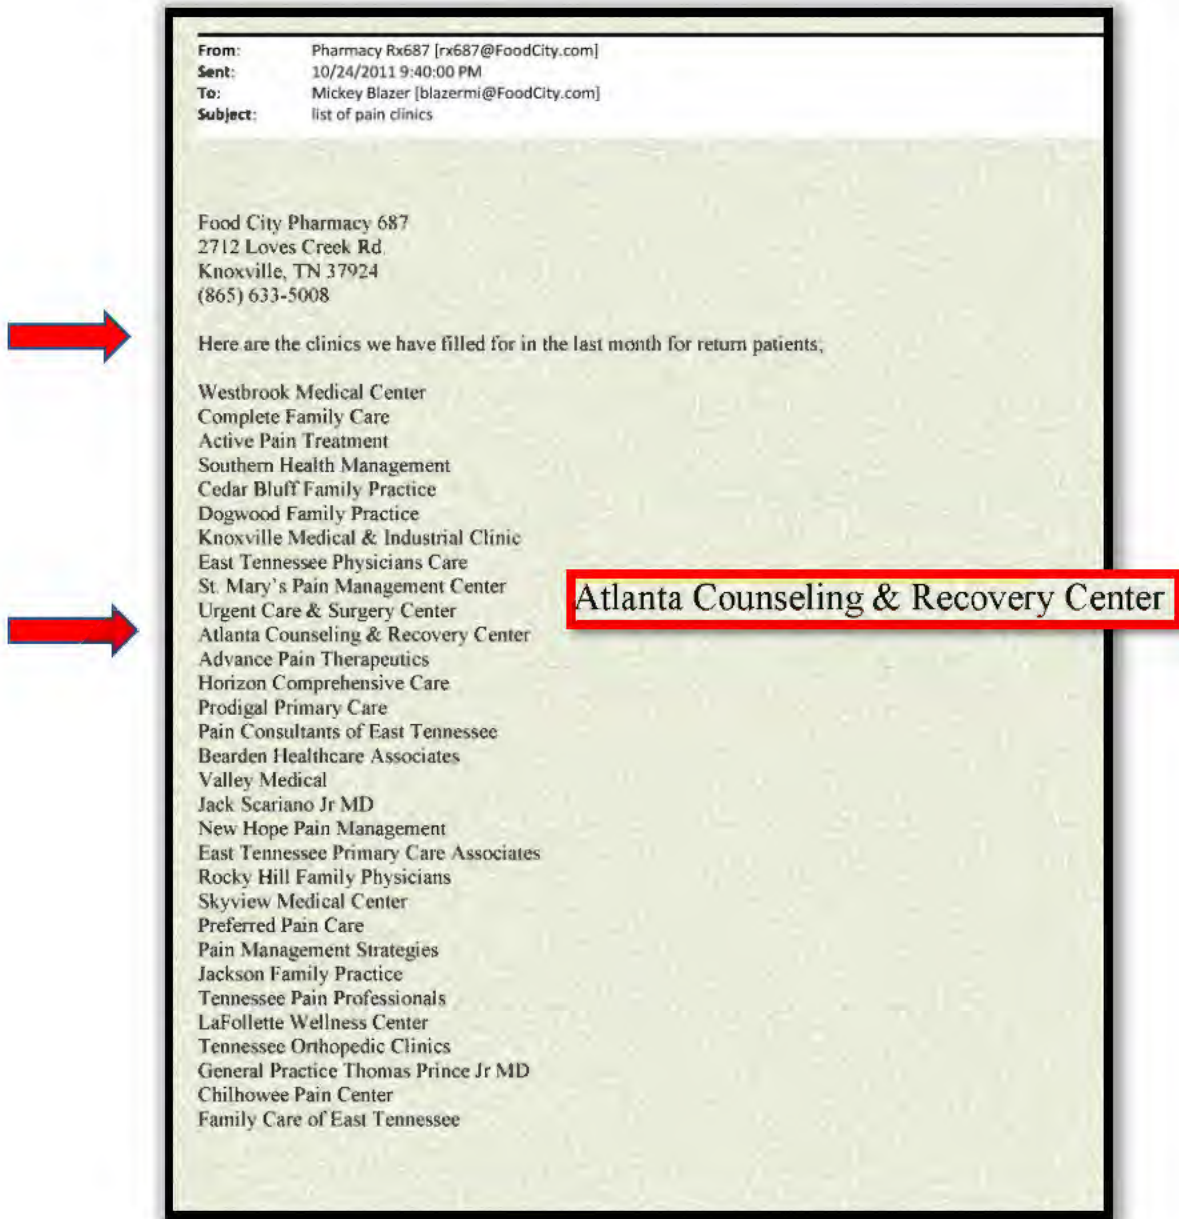 From: Pharmacy Rx687 [rx687@FoodCity.com]
Sent: 10/24/2011 9:40:00 PM
To: Mickey Blazer [blazermi@FoodCity.com]
Subject: list of pain clinics
Food City Pharmacy 687
2712 Loves Creek Rd
Knoxville, TN 37924
(865) 633-5008
Here are the clinics we have filled for in the last month for return patients;
Westbrook Medical Center
Complete Family Care
Active Pain Treatment
Southern Health Management
Cedar Bluff Family Practice
Dogwood Family Practice
Knoxville Medical & Industrial Clinic
East Tennessee Physicians Care
St. Mary's Pain Management Center
Urgent Care & Surgery Center
Atlanta Counseling & Recovery Center
Atlanta Counseling & Recovery Center
Advance Pain Therapeutics
Horizon Comprehensive Care
Prodigal Primary Care
Pain Consultants of East Tennessee
Bearden Healthcare Associates
Valley Medical
Jack Scariano Jr MD
New Hope Pain Management
East Tennessee Primary Care Associates
Rocky Hill Family Physicians
Skyview Medical Center
Preferred Pain Care
Pain Management Strategies
Jackson Family Practice
Tennessee Pain Professionals
LaFollette Wellness Center
Tennessee Orthopedic Clinics
General Practice Thomas Prince Jr MD
Chilhowee Pain Center
Family Care of East Tennessee